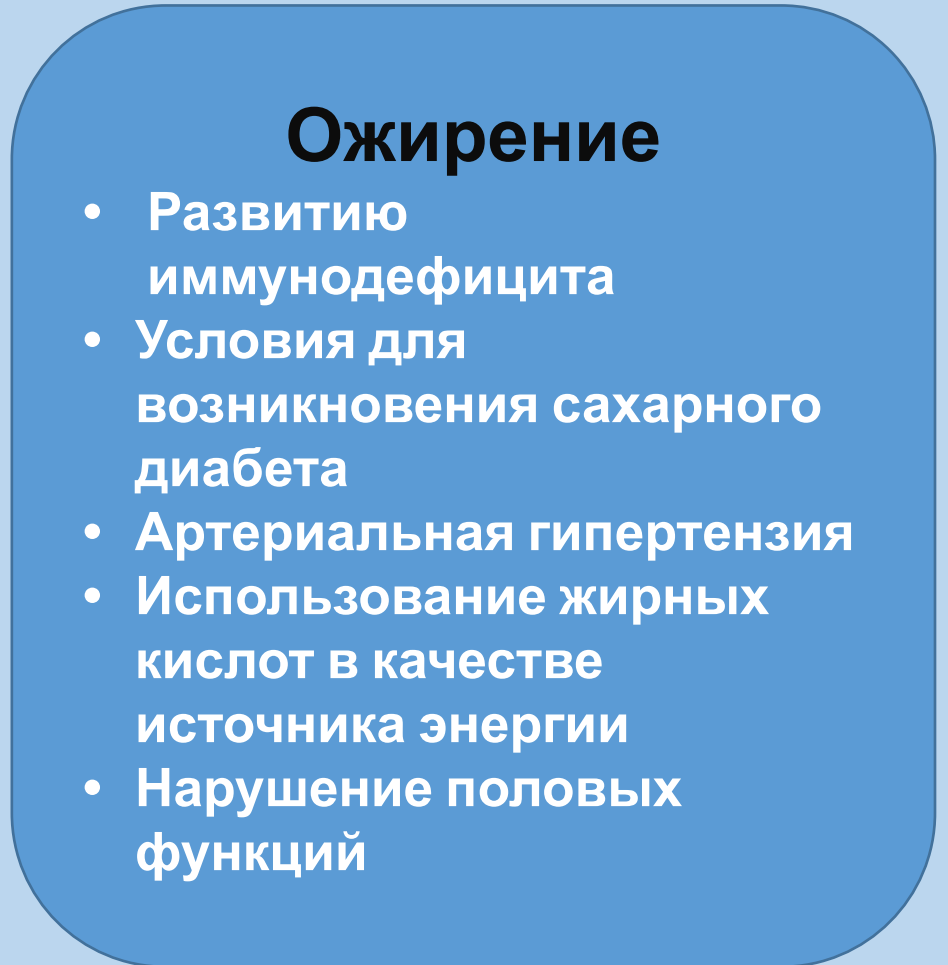 Ожирение
• Развитию
иммунодефицита
• Условия для
возникновения сахарного
диабета
• Артериальная гипертензия
• Использование жирных
кислот в качестве
источника энергии
• Нарушение половых
функций